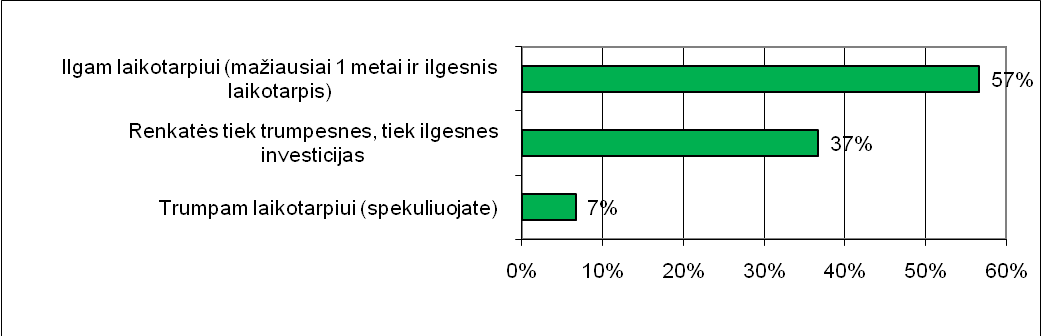 Ilgam laikotarpiui (mažiausiai 1 metai ir ilgesnis
laikotarpis)
57%
Renkatės tiek trumpesnes, tiek ilgesnes
investicijas
37%
Trumpam laikotarpiui (spekuliuojate)
7%
0% 10% 20% 30% 40% 50% 60%